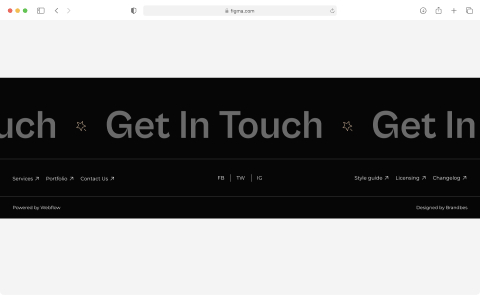 figma.com
uch Get In Touch Get In
Services Portfolio Contact Us FB TW IG Style guide Licensing Changelog
Powered by Webflow Designed by Brandbes